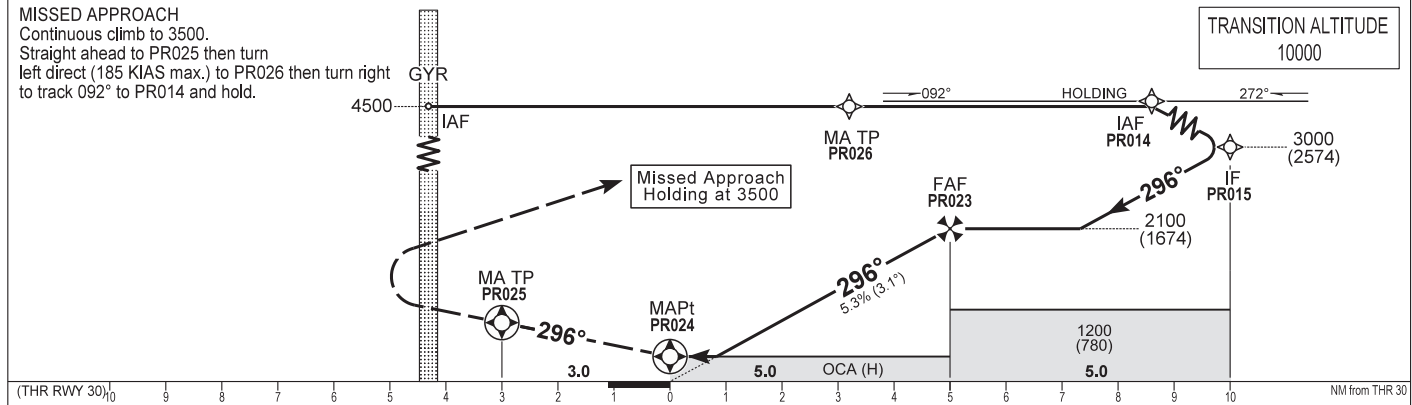 MISSED APPROACH
Continuous climb to 3500.
Straight ahead to PR025 then turn
left direct (185 KIAS max.) to PR026 then turn right
to track 092° to PR014 and hold.
TRANSITION ALTITUDE
10000
GYR
4500
IAF
092°
HOLDING
272°
MA TP
PR026
IAF
PR014
3000
(2574)
IF
PR015
296°
Missed Approach
Holding at 3500
FAF
PR023
2100
(1674)
296°
5.3% (3.1°)
MA TP
PR025
296°
MAPt
PR024
1200
(780)
3.0
5.0
OCA (H)
5.0
(THR RWY 30)
10 9 8 7 6 5 4 3 2 1 0 1 2 3 4 5 6 7 8 9 10
NM from THR 30